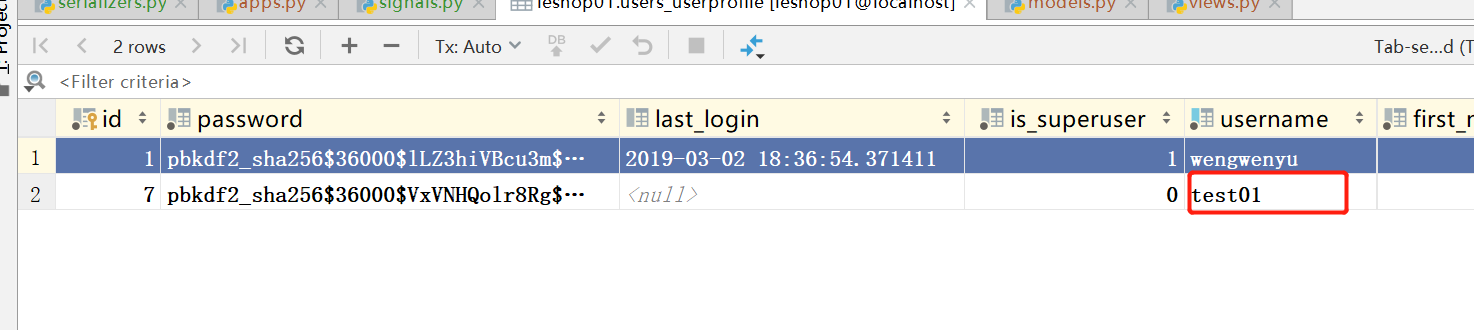 serializers.py apps.py signals.py leshop01.users_userprofile [leshop01@localhost] models.py views.py
1: Project
2 rows Tx: Auto DB Tab-se...d (T
<Filter criteria>
id password last_login is_superuser username first_n
1 1 pbkdf2_sha256$36000$lLZ3hiVBcu3m$⋯ 2019-03-02 18:36:54.371411 1 wengwenyu
2 7 pbkdf2_sha256$36000$VxVNHQolr8Rg$⋯ <null> 0 test01